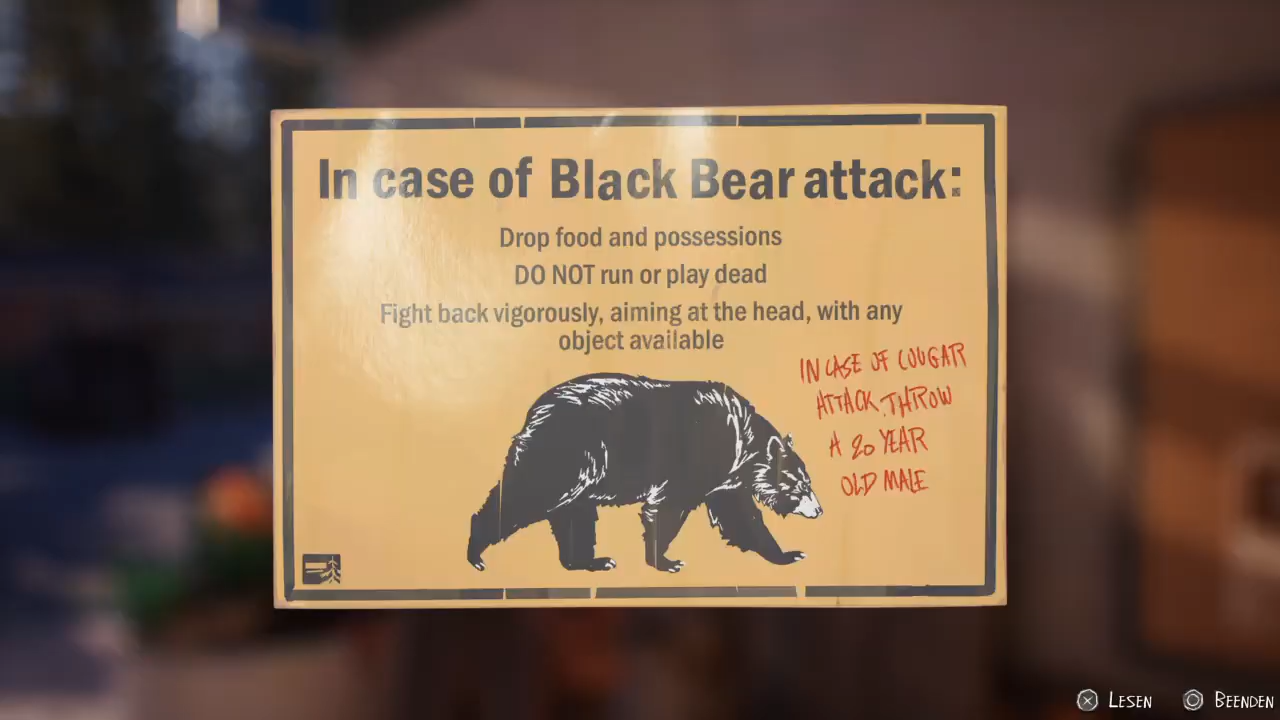 In case of Black Bear attack:
Drop food and possessions
DO NOT run or play dead
Fight back vigorously, aiming at the head, with any
object available
IN CASE OF COUGAR
ATTACK THROW
A 20 YEAR
OLD MALE
LESEN
BEENDEN